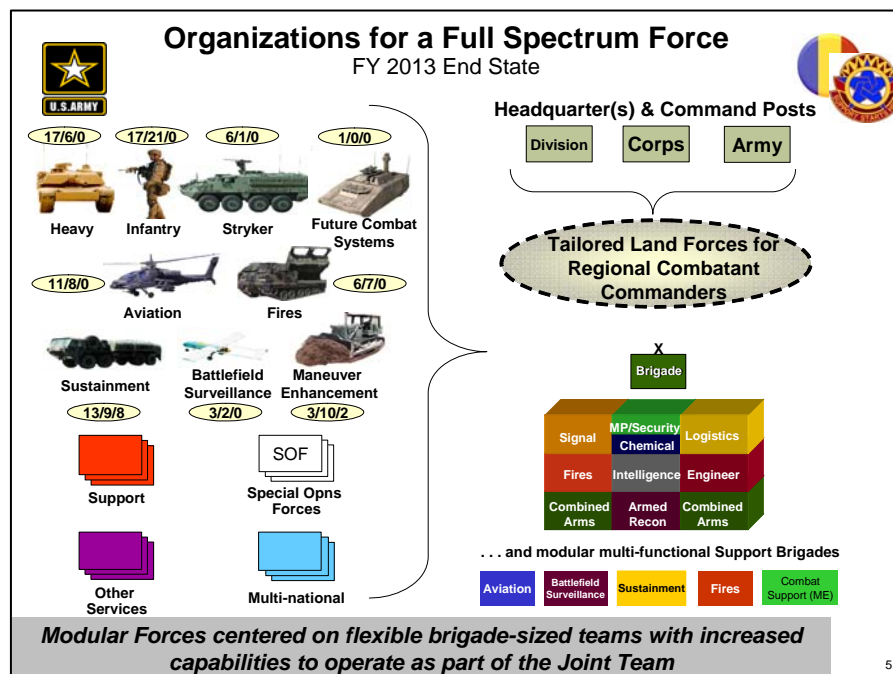 Organizations for a Full Spectrum Force
FY 2013 End State
U.S.ARMY
17/6/0
17/21/0
6/1/0
1/0/0
Heavy
Infantry
Stryker
Future Combat
Systems
11/8/0
6/7/0
Aviation
Fires
Sustainment
Battlefield
Surveillance
Maneuver
Enhancement
13/9/8
3/2/0
3/10/2
Support
SOF
Special Opns
Forces
Other
Services
Multi-national
Headquarter(s) & Command Posts
Division
Corps
Army
Tailored Land Forces for
Regional Combatant
Commanders
X
Brigade
Signal
MP/Security
Chemical
Logistics
Fires
Intelligence
Engineer
Combined
Arms
Armed
Recon
Combined
Arms
. . . and modular multi-functional Support Brigades
Aviation
Battlefield
Surveillance
Sustainment
Fires
Combat
Support (ME)
Modular Forces centered on flexible brigade-sized teams with increased
capabilities to operate as part of the Joint Team
5